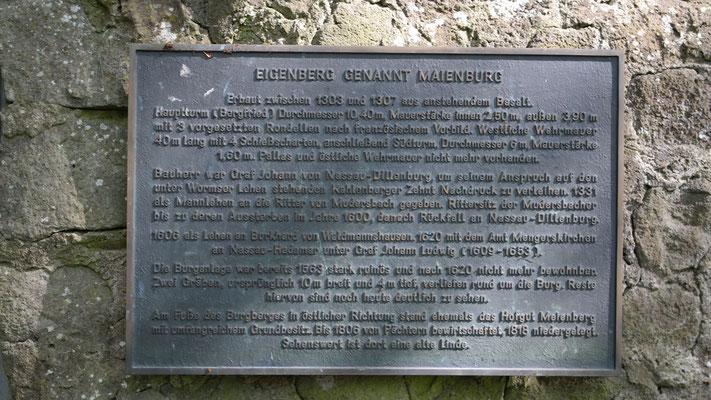 EIGENBERG GENANNT MAIENBURG
Erbaut zwischen 1303 und 1307 aus anstehendem Basalt.
Hauptturm (Bergfried) Durchmesser 10,40 m, Mauerstärke innen 2,60 m, außen 3,90 m
mit 3 vorgesetzten Rondellen nach französischem Vorbild. Westliche Wehrmauer
40 m lang mit 4 Schießscharten, anschließend Südturm, Durchmesser 6 m, Mauerstärke
1,60 m. Pallas und östliche Wehrmauer nicht mehr vorhanden.
Bauherr war Graf Johann von Nassau-Dillenburg, um seinem Anspruch auf den
unter Wormser Lehen stehenden Kahlenberger Zehnt Nachdruck zu verleihen. 1331
als Mannlehen an die Ritter von Mudersbach gegeben. Rittersitz der Mudersbacher
bis zu deren Aussterben im Jahre 1600, danach Rückfall an Nassau-Dillenburg.
1606 als Lehen an Burkhard von Waldmannshausen. 1620 mit dem Amt Mengerskirchen
an Nassau-Hadamar unter Graf Johann Ludwig (1609-1653).
Die Burganlage war bereits 1563 stark ruinös und nach 1620 nicht mehr bewohnbar.
Zwei Gräben, ursprünglich 10 m breit und 4 m tief, verliefen rund um die Burg. Reste
hiervon sind noch heute deutlich zu sehen.
Am Fuße des Burgberges in östlicher Richtung stand ehemals das Hofgut Maienberg
mit umfangreichem Grundbesitz. Bis 1806 von Pächtern bewirtschaftet, 1818 niedergelegt.
Sehenswert ist dort eine alte Linde.